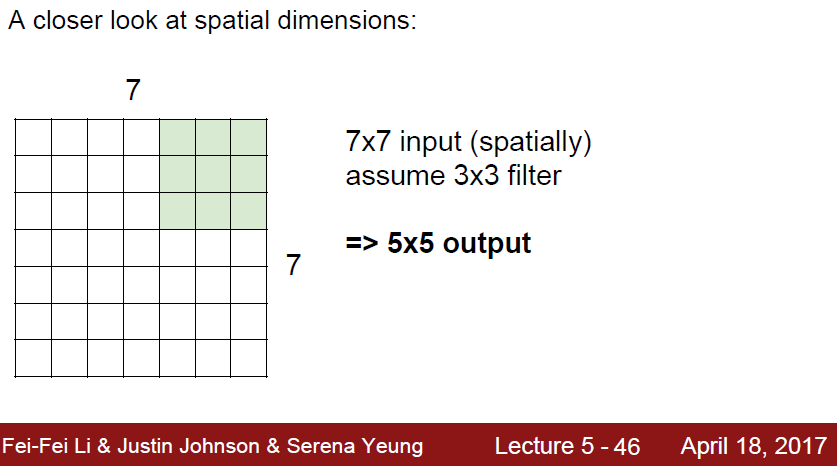 A closer look at spatial dimensions:
7
7x7 input (spatially)
assume 3x3 filter
=> 5x5 output
7
Fei-Fei Li & Justin Johnson & Serena Yeung Lecture 5 - 46 April 18, 2017